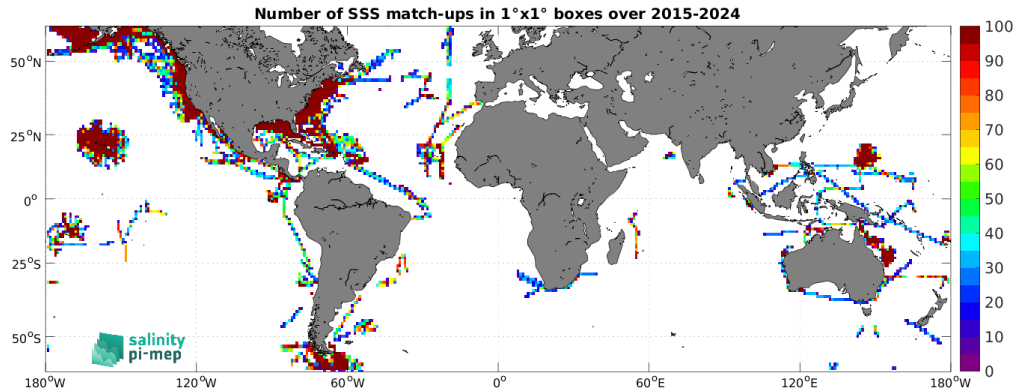 Number of SSS match-ups in 1°x1° boxes over 2015-2024
50°N
25°N
0°
25°S
50°S
180°W
120°W
60°W
0°
60°E
120°E
180°W
100
90
80
70
60
50
40
30
20
10
0
salinity
pi-mep